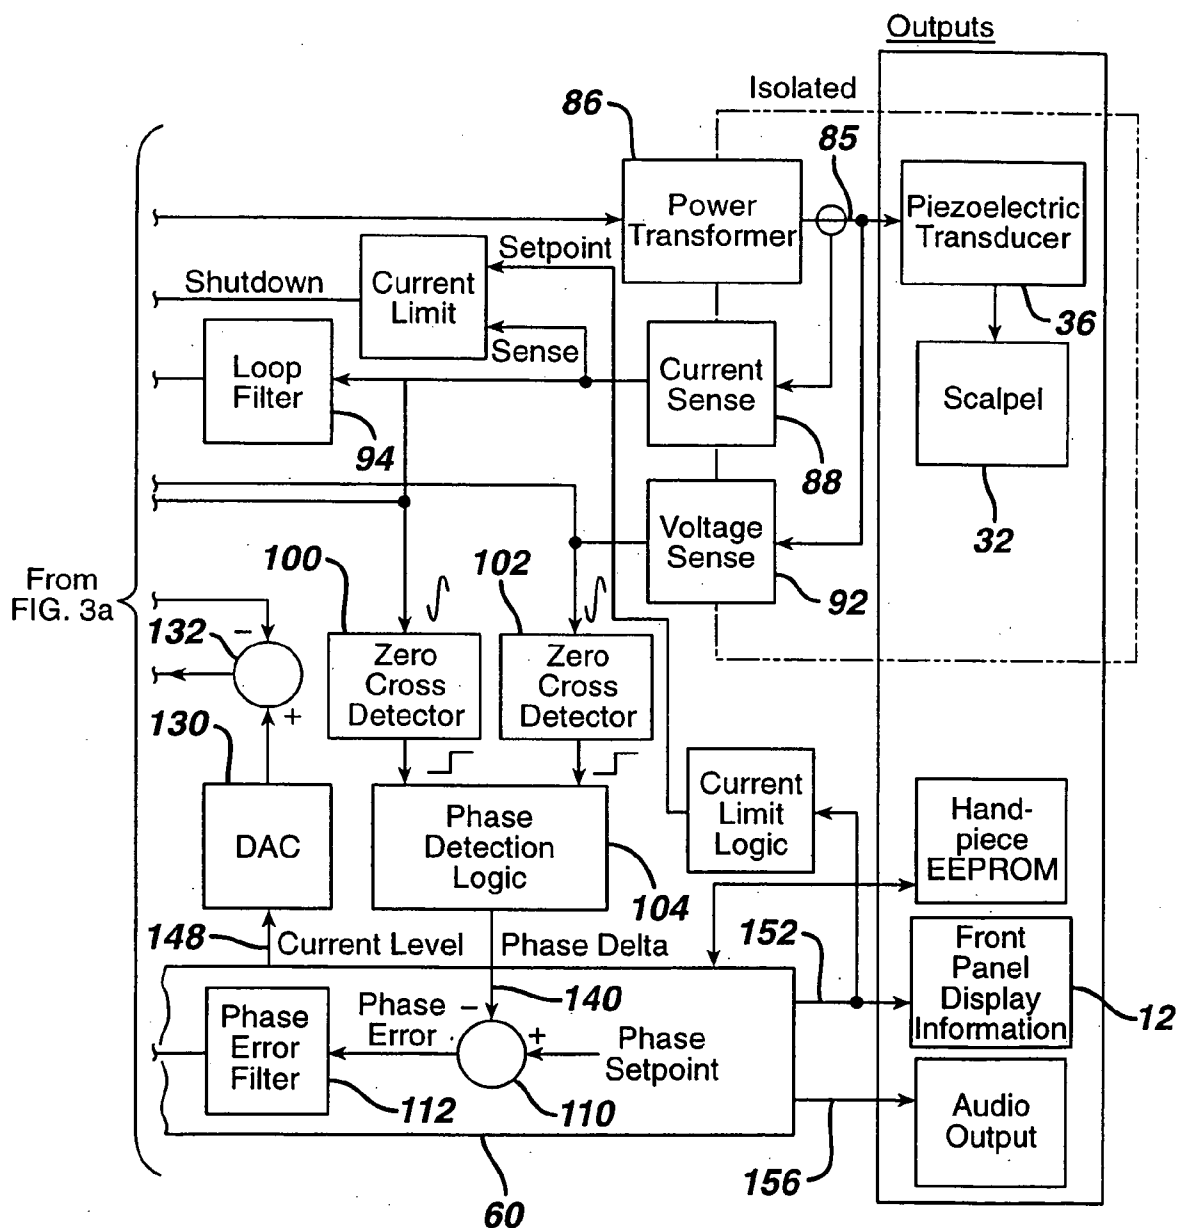 Outputs
Isolated
86
85
Power
Transformer
Piezoelectric
Transducer
36
Setpoint
Current
Limit
Shutdown
Sense
Loop
Filter
94
Current
Sense
88
Scalpel
32
Voltage
Sense
92
From
FIG. 3a
100
102
132
−
+
Zero
Cross
Detector
Zero
Cross
Detector
130
DAC
Phase
Detection
Logic
104
Current
Limit
Logic
Hand-
piece
EEPROM
148
Current Level
Phase Delta
152
140
Front
Panel
Display
Information
12
Phase
Error
Filter
112
Phase
Error
−
+
110
Phase
Setpoint
Audio
Output
156
60